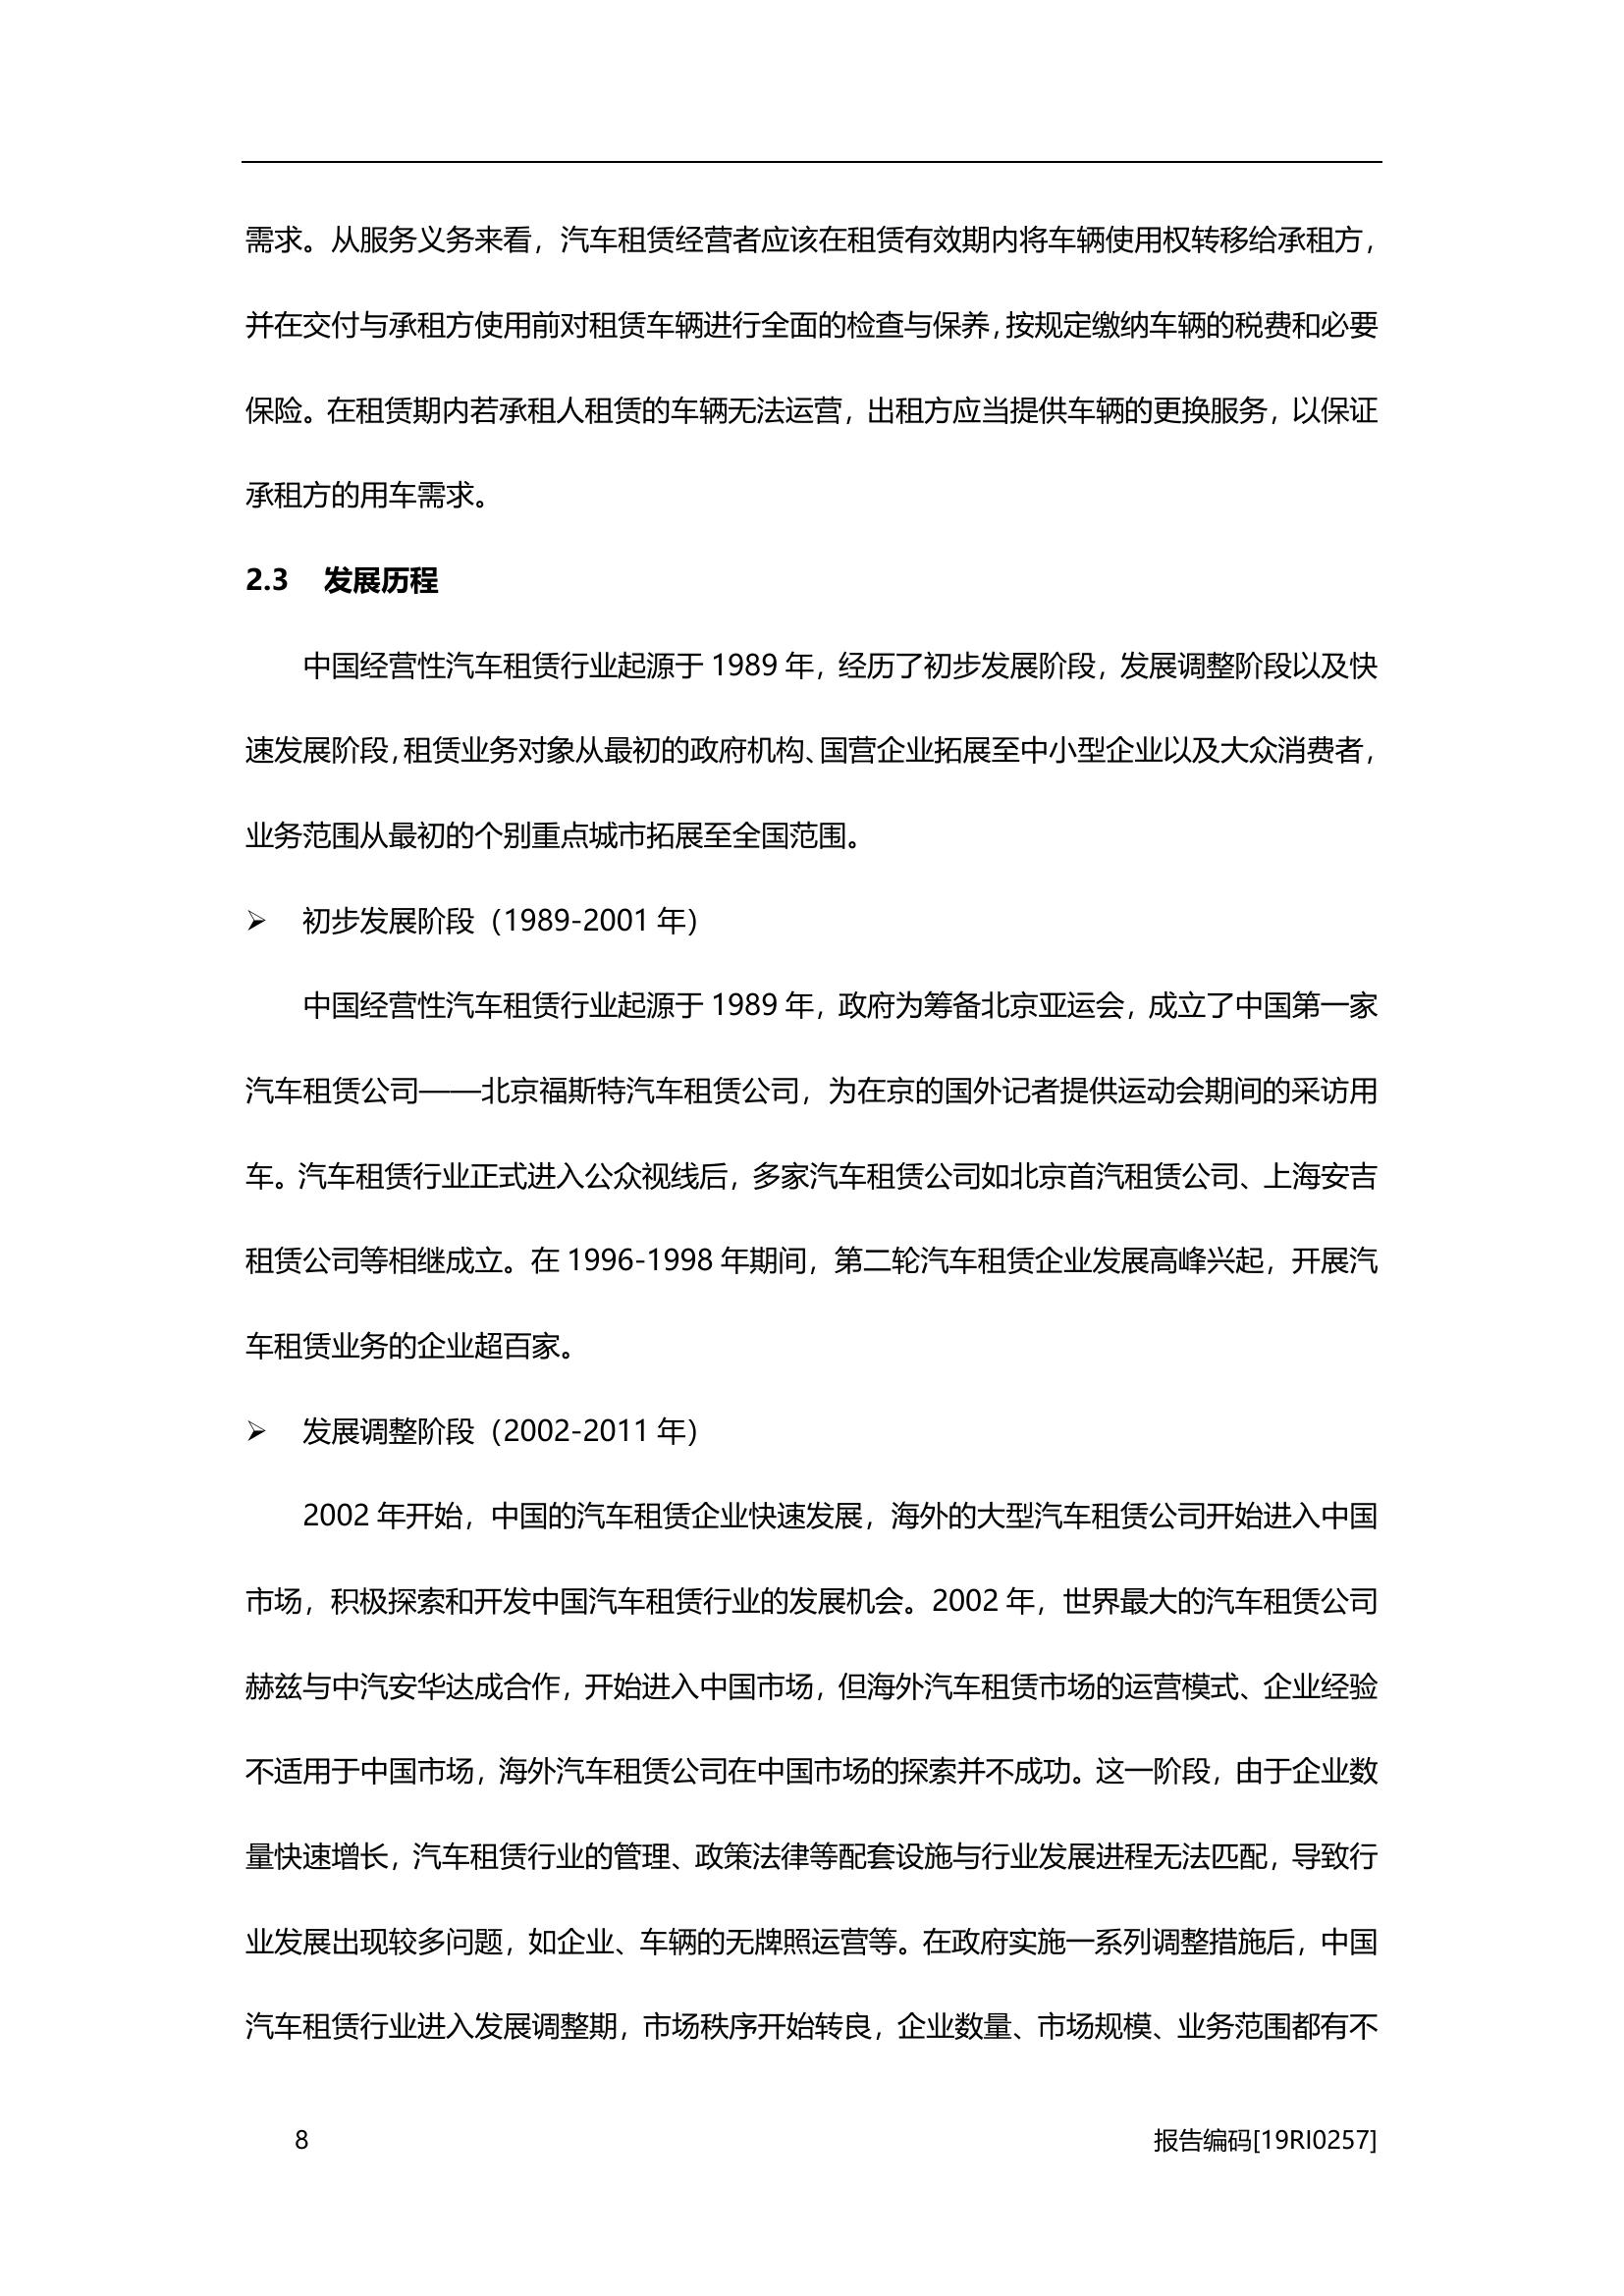 需求。从服务义务来看，汽车租赁经营者应该在租赁有效期内将车辆使用权转移给承租方，
并在交付与承租方使用前对租赁车辆进行全面的检查与保养，按规定缴纳车辆的税费和必要
保险。在租赁期内若承租人租赁的车辆无法运营，出租方应当提供车辆的更换服务，以保证
承租方的用车需求。
2.3 发展历程
中国经营性汽车租赁行业起源于 1989 年，经历了初步发展阶段，发展调整阶段以及快
速发展阶段，租赁业务对象从最初的政府机构、国营企业拓展至中小型企业以及大众消费者，
业务范围从最初的个别重点城市拓展至全国范围。
➢ 初步发展阶段（1989-2001 年）
中国经营性汽车租赁行业起源于 1989 年，政府为筹备北京亚运会，成立了中国第一家
汽车租赁公司——北京福斯特汽车租赁公司，为在京的国外记者提供运动会期间的采访用
车。汽车租赁行业正式进入公众视线后，多家汽车租赁公司如北京首汽租赁公司、上海安吉
租赁公司等相继成立。在 1996-1998 年期间，第二轮汽车租赁企业发展高峰兴起，开展汽
车租赁业务的企业超百家。
➢ 发展调整阶段（2002-2011 年）
2002 年开始，中国的汽车租赁企业快速发展，海外的大型汽车租赁公司开始进入中国
市场，积极探索和开发中国汽车租赁行业的发展机会。2002 年，世界最大的汽车租赁公司
赫兹与中汽安华达成合作，开始进入中国市场，但海外汽车租赁市场的运营模式、企业经验
不适用于中国市场，海外汽车租赁公司在中国市场的探索并不成功。这一阶段，由于企业数
量快速增长，汽车租赁行业的管理、政策法律等配套设施与行业发展进程无法匹配，导致行
业发展出现较多问题，如企业、车辆的无牌照运营等。在政府实施一系列调整措施后，中国
汽车租赁行业进入发展调整期，市场秩序开始转良，企业数量、市场规模、业务范围都有不
8 报告编码[19RI0257]